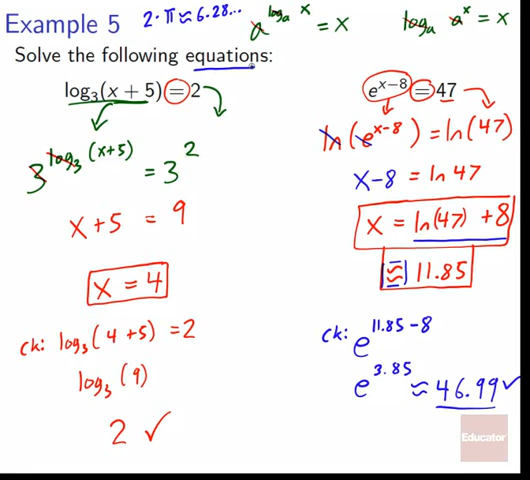 Example 5
2·π≈6.28...
a^log_a x = x
log_a a^x = x
Solve the following equations:
log₃(x + 5) = 2
3^log₃(x+5) = 3²
x+5 = 9
x = 4
ck: log₃(4+5) = 2
log₃(9)
2 ✓
e^x−8 = 47
ln(e^x-8) = ln(47)
x-8 = ln 47
x = ln(47) + 8
≈ 11.85
ck: e^11.85-8
e^3.85 ≈ 46.99 ✓
Educator